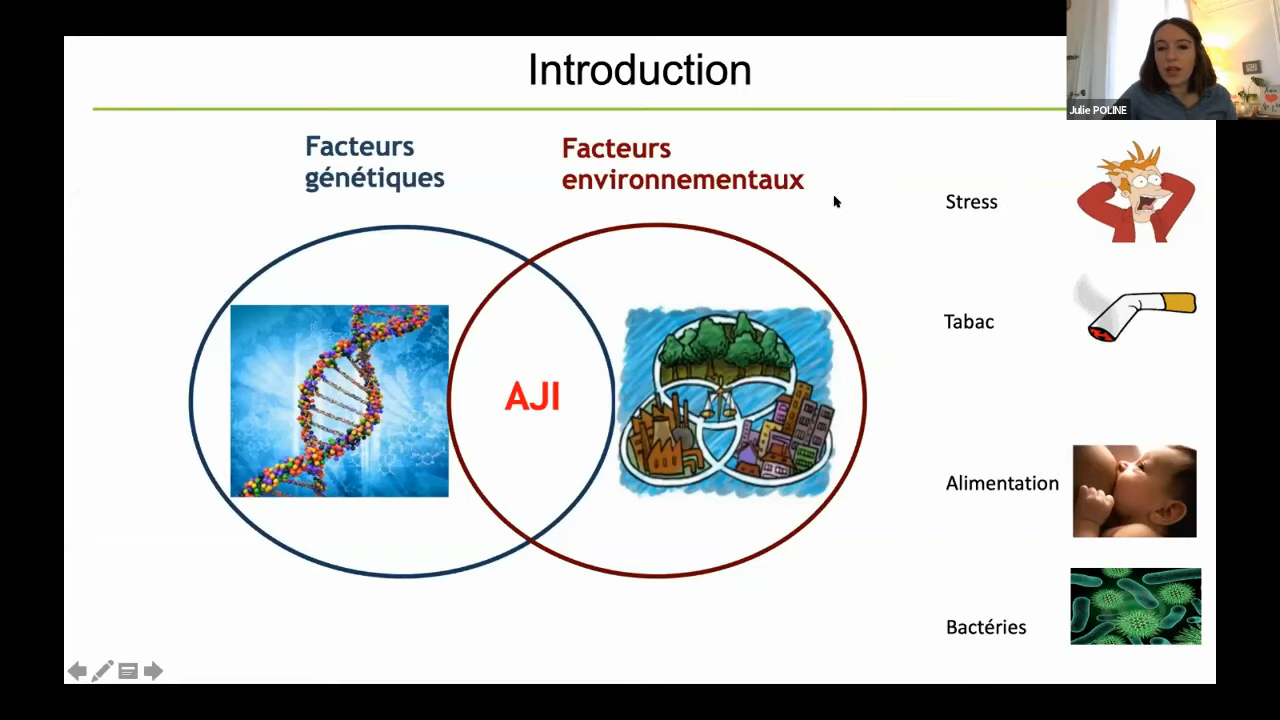 Introduction
Julie POLINE
Facteurs
génétiques
Facteurs
environnementaux
AJI
Stress
Tabac
Alimentation
Bactéries